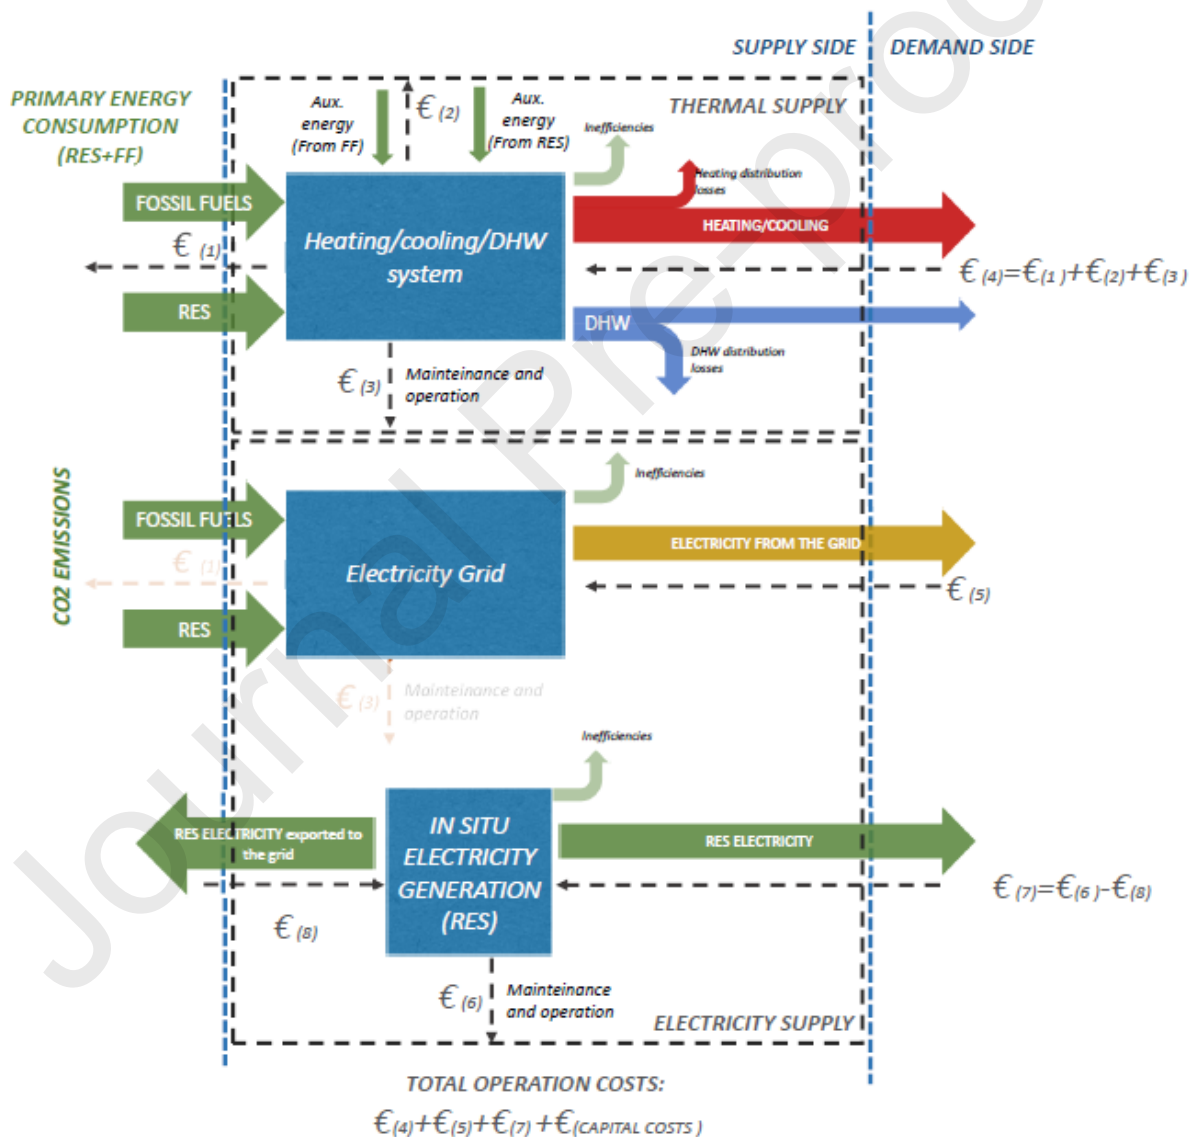 SUPPLY SIDE
DEMAND SIDE
PRIMARY ENERGY
CONSUMPTION
(RES+FF)
THERMAL SUPPLY
Aux.
energy
(From FF)
€ (2)
Aux.
energy
(From RES)
Inefficiencies
Heating distribution
losses
FOSSIL FUELS
HEATING/COOLING
€ (1)
Heating/cooling/DHW
system
€ (4)=€(1 )+€(2)+€(3 )
RES
DHW
DHW distribution
losses
€ (3)
Mainteinance and
operation
CO2 EMISSIONS
Inefficiencies
FOSSIL FUELS
ELECTRICITY FROM THE GRID
€ (1)
Electricity Grid
€ (5)
RES
€ (3)
Mainteinance and
operation
Inefficiencies
RES ELECTRICITY exported to
the grid
IN SITU
ELECTRICITY
GENERATION
(RES)
RES ELECTRICITY
€ (7)=€(6 )-€(8)
€ (8)
€ (6)
Mainteinance
and operation
ELECTRICITY SUPPLY
TOTAL OPERATION COSTS:
€(4)+€(5)+€(7) +€(CAPITAL COSTS )
Journal Pre-proo